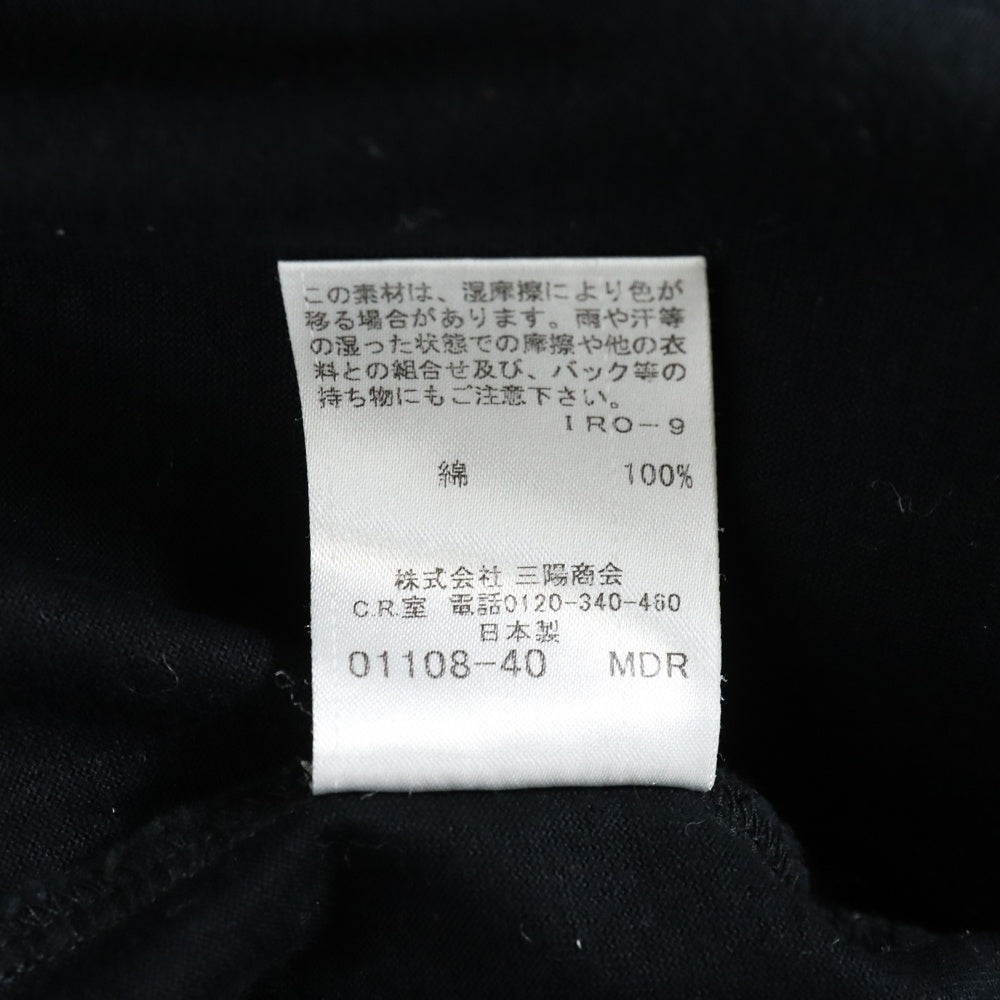 この素材は、湿摩擦により色が
移る場合があります。雨や汗等
の湿った状態での摩擦や他の衣
料との組合せ及び、バック等の
持ち物にもご注意下さい。
IRO-9
綿 100%
株式会社 三陽商会
C.R.室 電話0120-340-460
日本製
01108-40 MDR